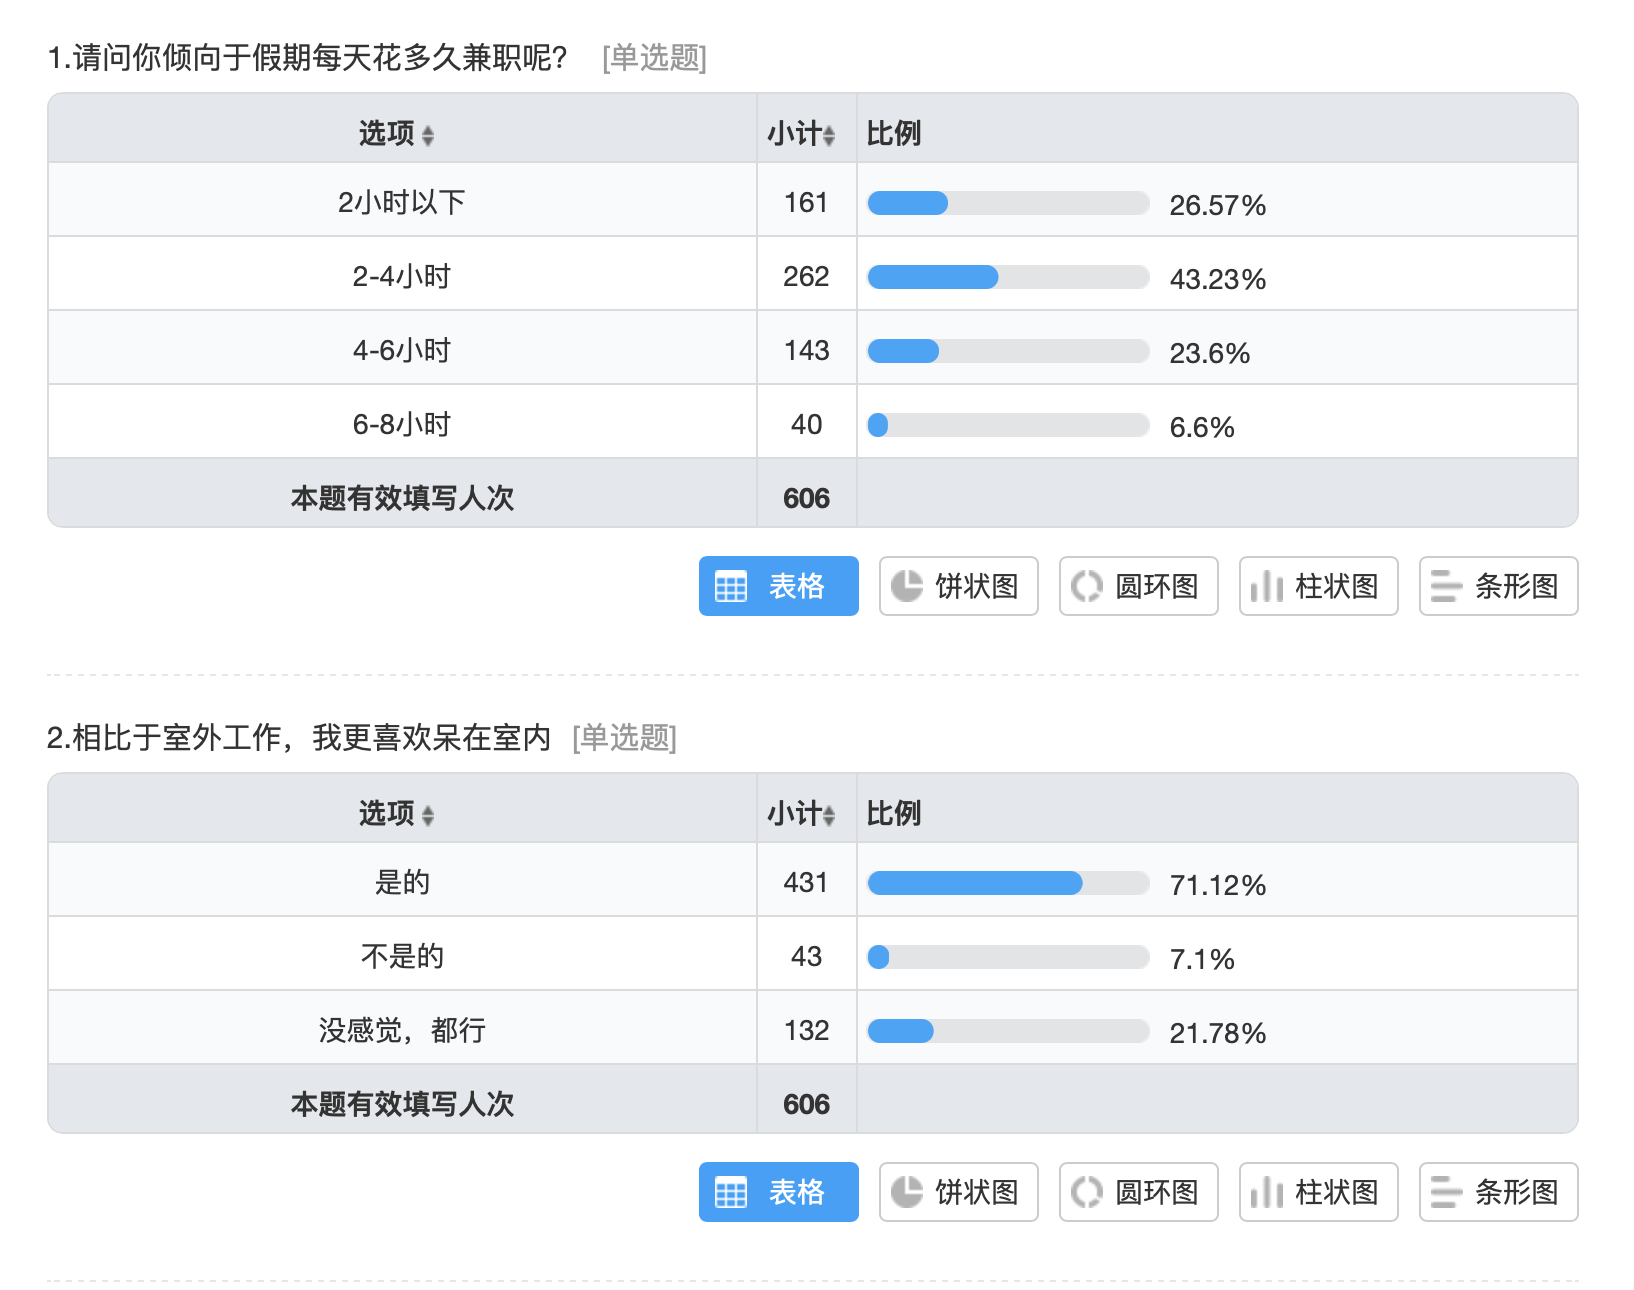 1.请问你倾向于假期每天花多久兼职呢? [单选题]
选项 小计 比例
2小时以下 161 26.57%
2-4小时 262 43.23%
4-6小时 143 23.6%
6-8小时 40 6.6%
本题有效填写人次 606
表格 饼状图 圆环图 柱状图 条形图
2.相比于室外工作，我更喜欢呆在室内 [单选题]
选项 小计 比例
是的 431 71.12%
不是的 43 7.1%
没感觉，都行 132 21.78%
本题有效填写人次 606
表格 饼状图 圆环图 柱状图 条形图